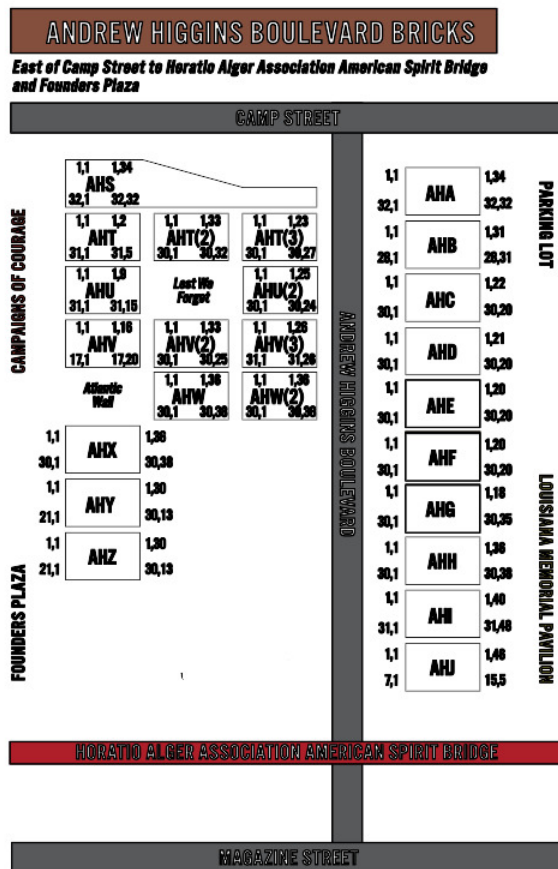 ANDREW HIGGINS BOULEVARD BRICKS
East of Camp Street to Horatio Alger Association American Spirit Bridge
and Founders Plaza
CAMP STREET
1,1 1,34
AHS
32,1 32,32
1,1 1,2
AHT
31,1 31,5
1,1 1,33
AHT(2)
30,1 30,32
1,1 1,23
AHT(3)
30,1 30,27
1,1 1,9
AHU
31,1 31,15
Lest We
Forget
1,1 1,25
AHU(2)
30,1 30,24
1,1 1,16
AHV
17,1 17,20
1,1 1,33
AHV(2)
30,1 30,25
1,1 1,26
AHV(3)
31,1 31,26
Atlantic
Wall
1,1 1,36
AHW
30,1 30,38
1,1 1,36
AHW(2)
30,1 30,38
1,1 1,36
AHX
30,1 30,38
1,1 1,30
AHY
21,1 30,13
1,1 1,30
AHZ
21,1 30,13
CAMPAIGNS OF COURAGE
FOUNDERS PLAZA
ANDREW HIGGINS BOULEVARD
1,1 1,34
AHA
32,1 32,32
1,1 1,31
AHB
28,1 28,31
1,1 1,22
AHC
30,1 30,20
1,1 1,21
AHD
30,1 30,20
1,1 1,20
AHE
30,1 30,20
1,1 1,20
AHF
30,1 30,20
1,1 1,18
AHG
30,1 30,35
1,1 1,36
AHH
30,1 30,38
1,1 1,40
AHI
31,1 31,48
1,1 1,46
AHJ
7,1 15,5
PARKING LOT
LOUISIANA MEMORIAL PAVILION
HORATIO ALGER ASSOCIATION AMERICAN SPIRIT BRIDGE
MAGAZINE STREET